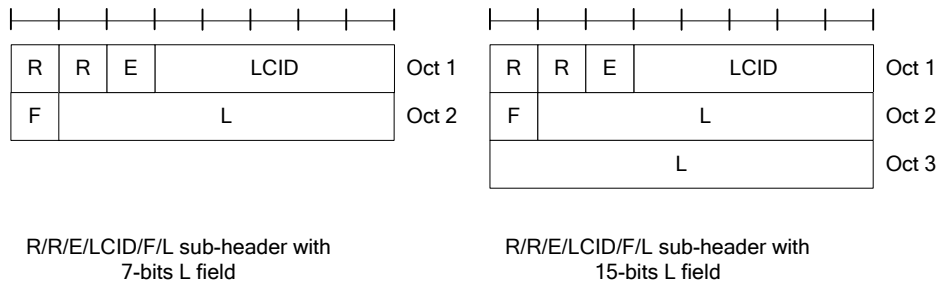 R R E LCID Oct 1
F L Oct 2
R/R/E/LCID/F/L sub-header with
7-bits L field
R R E LCID Oct 1
F L Oct 2
L Oct 3
R/R/E/LCID/F/L sub-header with
15-bits L field